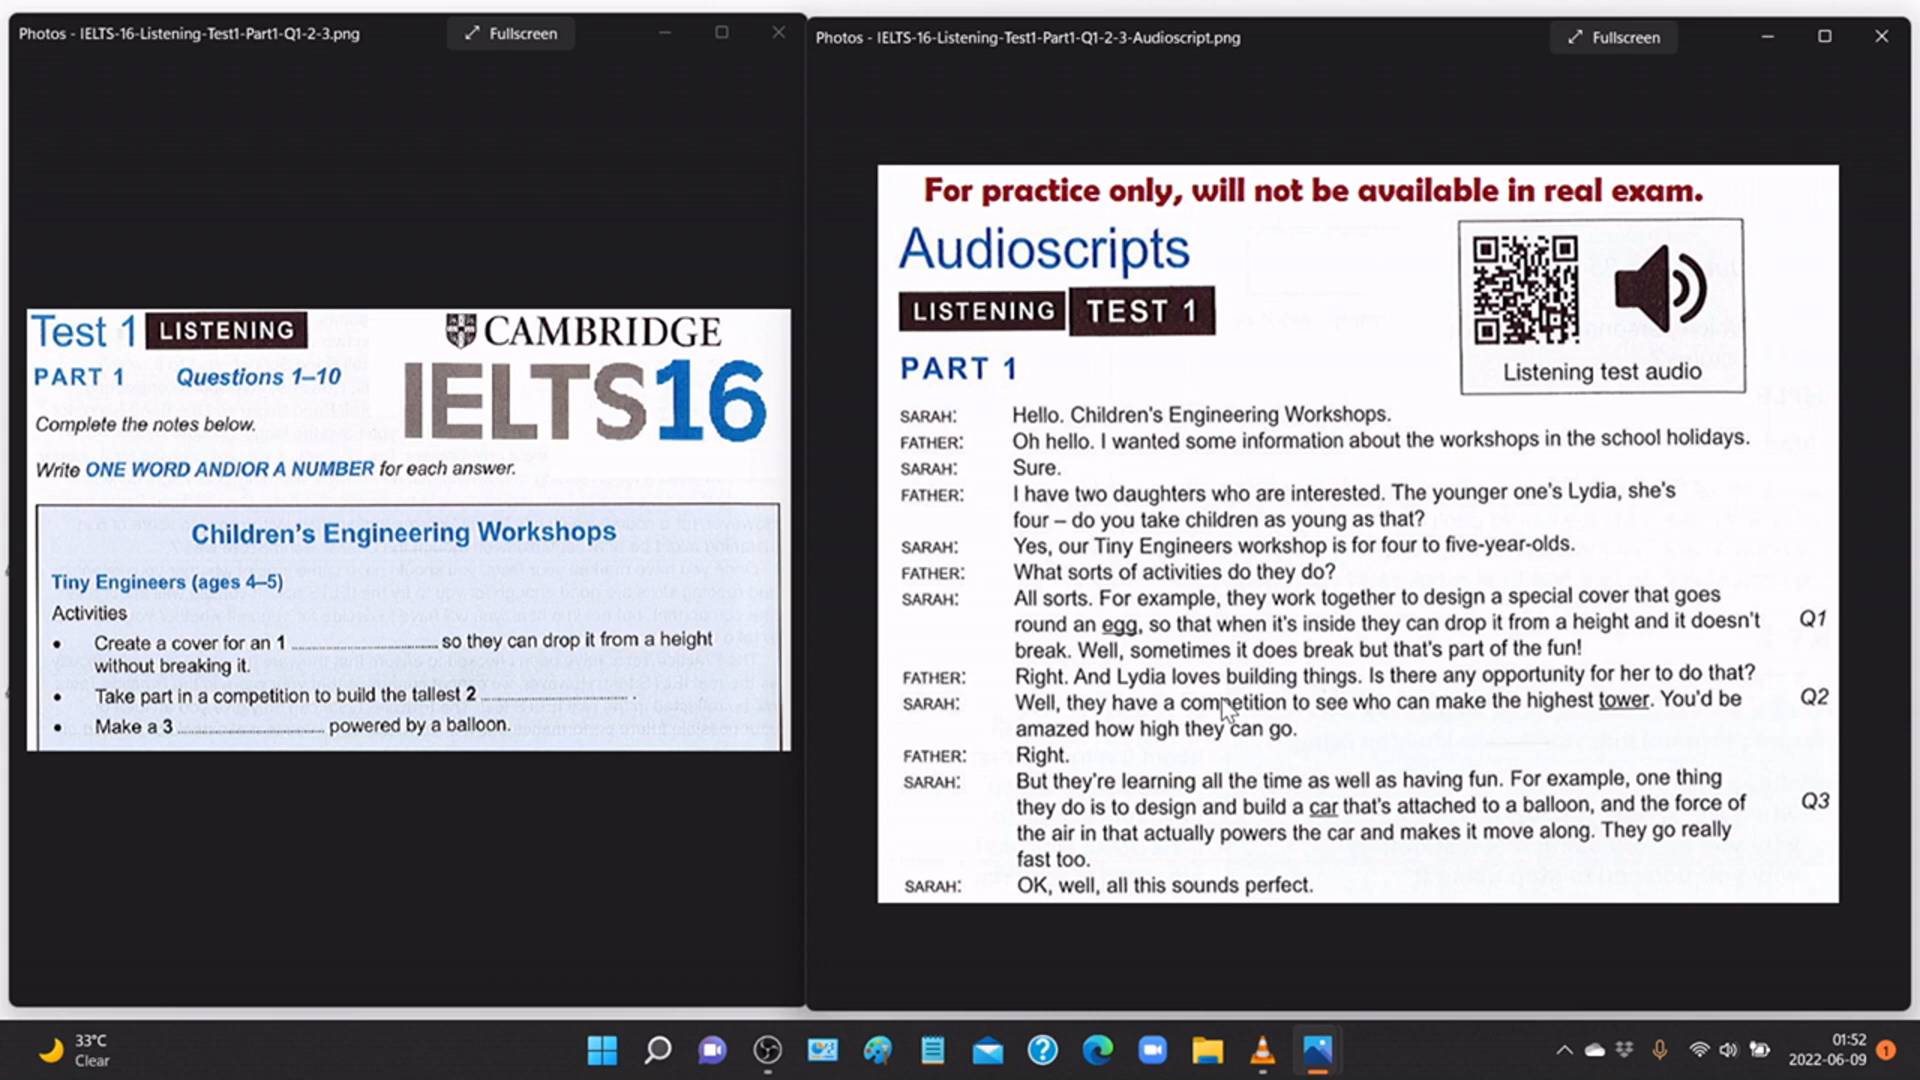 Photos - IELTS-16-Listening-Test1-Part1-Q1-2-3.png
Fullscreen
Test 1 LISTENING
CAMBRIDGE
IELTS16
PART 1 Questions 1–10
Complete the notes below.
Write ONE WORD AND/OR A NUMBER for each answer.
Children's Engineering Workshops
Tiny Engineers (ages 4–5)
Activities
• Create a cover for an 1 .............................. so they can drop it from a height
without breaking it.
• Take part in a competition to build the tallest 2 .............................. .
• Make a 3 .............................. powered by a balloon.
Photos - IELTS-16-Listening-Test1-Part1-Q1-2-3-Audioscript.png
Fullscreen
For practice only, will not be available in real exam.
Audioscripts
LISTENING TEST 1
Listening test audio
PART 1
SARAH: Hello. Children's Engineering Workshops.
FATHER: Oh hello. I wanted some information about the workshops in the school holidays.
SARAH: Sure.
FATHER: I have two daughters who are interested. The younger one's Lydia, she's
four – do you take children as young as that?
SARAH: Yes, our Tiny Engineers workshop is for four to five-year-olds.
FATHER: What sorts of activities do they do?
SARAH: All sorts. For example, they work together to design a special cover that goes
round an egg, so that when it's inside they can drop it from a height and it doesn't Q1
break. Well, sometimes it does break but that's part of the fun!
FATHER: Right. And Lydia loves building things. Is there any opportunity for her to do that?
SARAH: Well, they have a competition to see who can make the highest tower. You'd be Q2
amazed how high they can go.
FATHER: Right.
SARAH: But they're learning all the time as well as having fun. For example, one thing
they do is to design and build a car that's attached to a balloon, and the force of Q3
the air in that actually powers the car and makes it move along. They go really
fast too.
SARAH: OK, well, all this sounds perfect.
33°C
Clear
01:52
2022-06-09
1